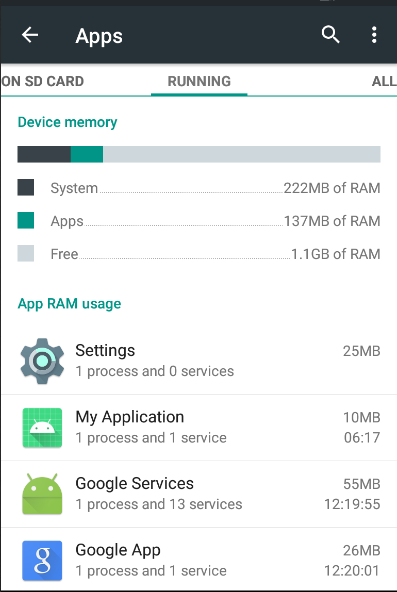 Apps
ON SD CARD RUNNING ALL
Device memory
System 222MB of RAM
Apps 137MB of RAM
Free 1.1GB of RAM
App RAM usage
Settings 25MB
1 process and 0 services
My Application 10MB
1 process and 1 service 06:17
Google Services 55MB
1 process and 13 services 12:19:55
Google App 26MB
1 process and 1 service 12:20:01